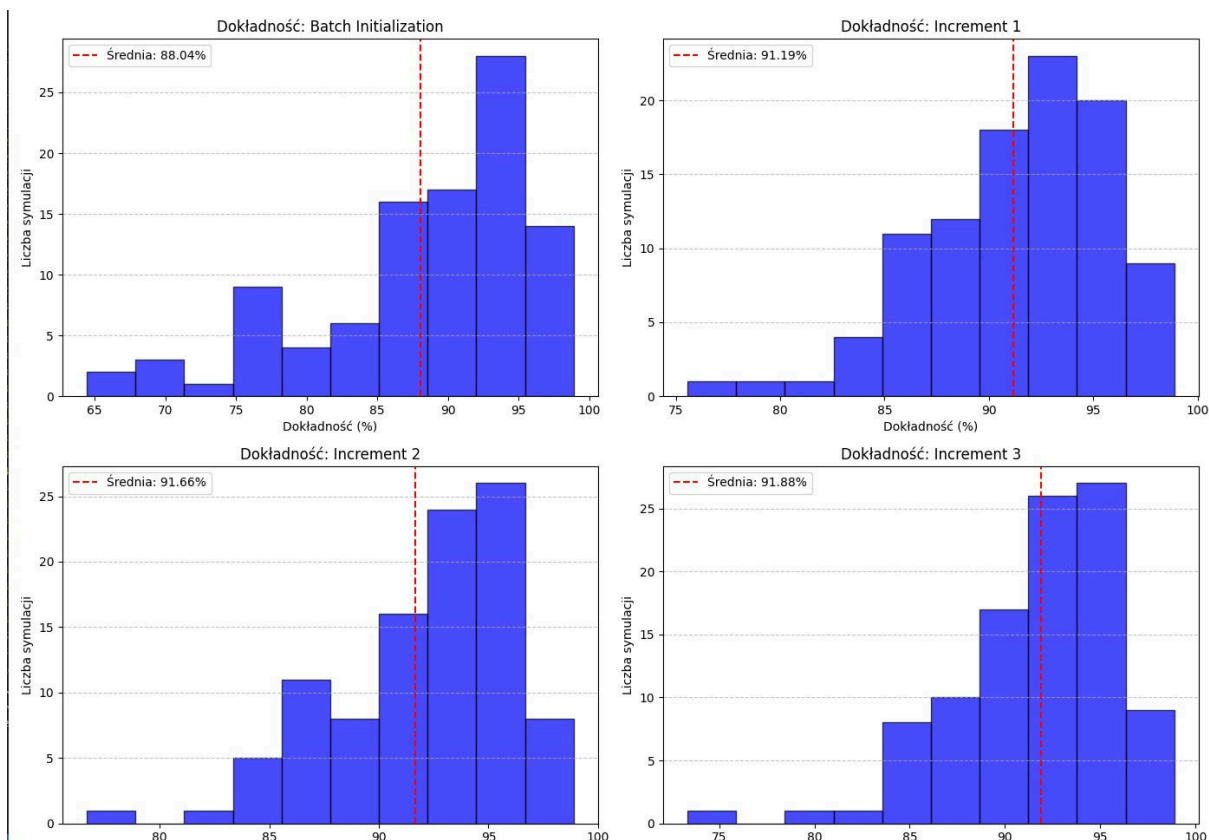 Dokładność: Batch Initialization
Średnia: 88.04%
Liczba symulacji
25
20
15
10
5
0
65 70 75 80 85 90 95 100
Dokładność (%)
Dokładność: Increment 1
Średnia: 91.19%
Liczba symulacji
20
15
10
5
0
75 80 85 90 95 100
Dokładność (%)
Dokładność: Increment 2
Średnia: 91.66%
Liczba symulacji
25
20
15
10
5
0
80 85 90 95 100
Dokładność: Increment 3
Średnia: 91.88%
Liczba symulacji
25
20
15
10
5
0
75 80 85 90 95 100